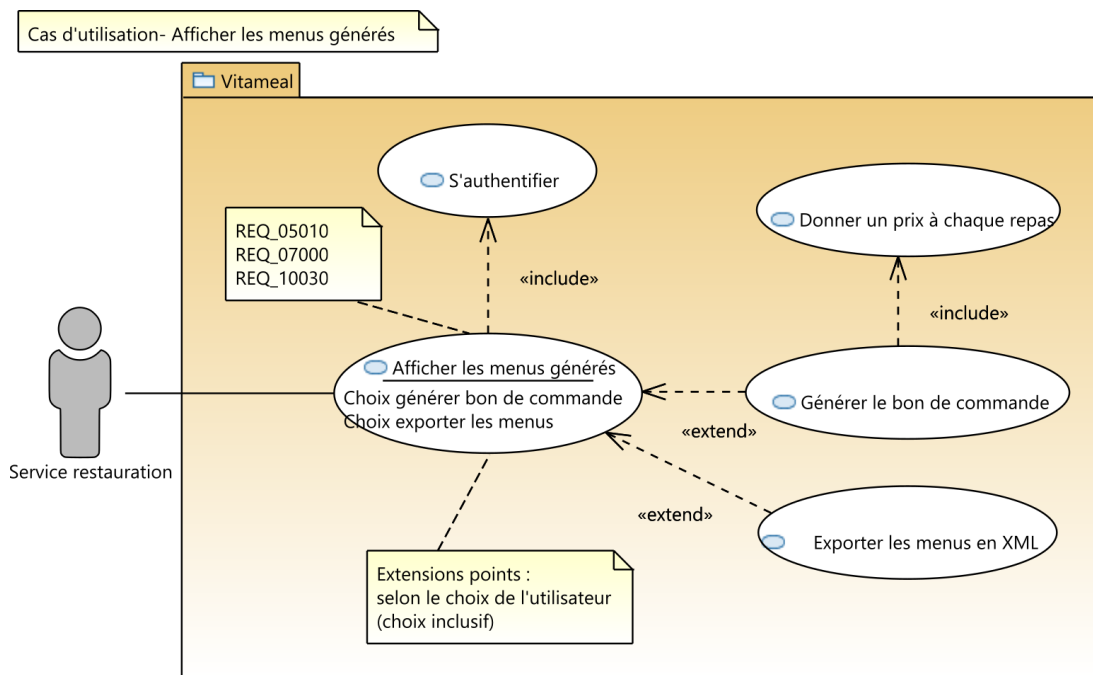 Cas d'utilisation- Afficher les menus générés
Vitameal
S'authentifier
Donner un prix à chaque repas
REQ_05010
REQ_07000
REQ_10030
«include»
«include»
Afficher les menus générés
Choix générer bon de commande
Choix exporter les menus
Générer le bon de commande
«extend»
Service restauration
«extend»
Exporter les menus en XML
Extensions points :
selon le choix de l'utilisateur
(choix inclusif)